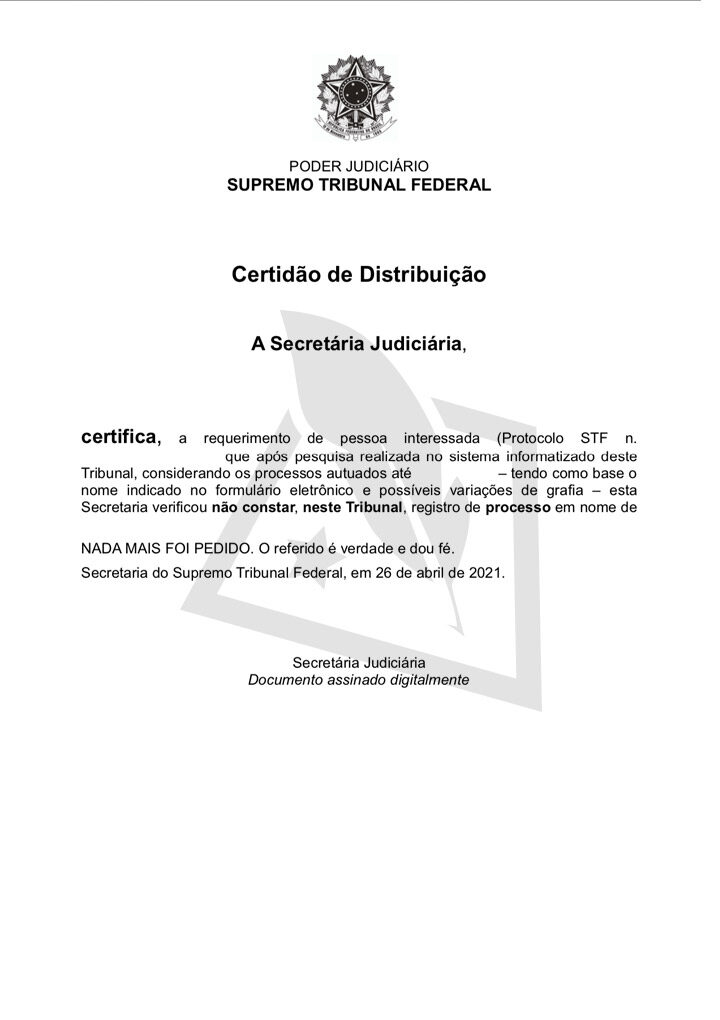 PODER JUDICIÁRIO
SUPREMO TRIBUNAL FEDERAL
Certidão de Distribuição
A Secretária Judiciária,
certifica, a requerimento de pessoa interessada (Protocolo STF n.
que após pesquisa realizada no sistema informatizado deste
Tribunal, considerando os processos autuados até – tendo como base o
nome indicado no formulário eletrônico e possíveis variações de grafia – esta
Secretaria verificou não constar, neste Tribunal, registro de processo em nome de
NADA MAIS FOI PEDIDO. O referido é verdade e dou fé.
Secretaria do Supremo Tribunal Federal, em 26 de abril de 2021.
Secretária Judiciária
Documento assinado digitalmente